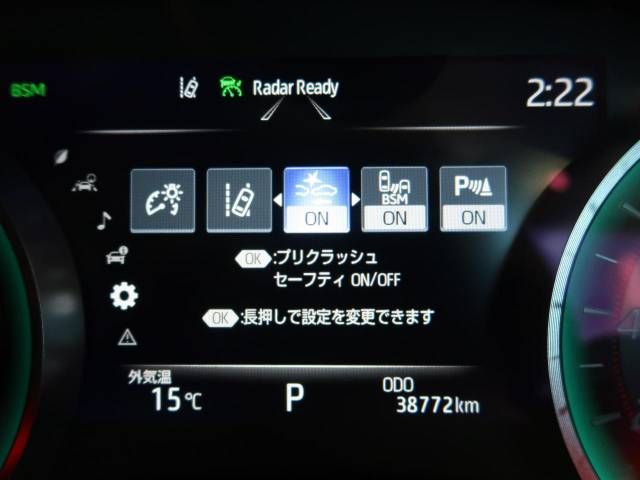 BSM
Radar Ready
2:22
ON
BSM
ON
P
ON
OK :プリクラッシュ
セーフティ ON/OFF
OK :長押しで設定を変更できます
外気温
15℃
P
ODO
38772km